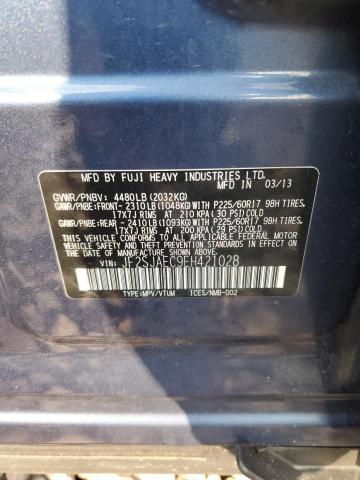 MFD BY FUJI HEAVY INDUSTRIES LTD.
MFD IN 03/13
GVWR/PNBV: 4480LB (2032KG)
GAWR/PNBE: FRONT- 2310LB (1048KG) WITH P225/60R17 98H TIRES,
17X7J RIMS AT 210 KPA (30 PSI) COLD
GAWR/PNBE: REAR - 2410LB (1093KG) WITH P225/60R17 98H TIRES,
17X7J RIMS AT 200 KPA (29 PSI) COLD
THIS VEHICLE CONFORMS TO ALL APPLICABLE FEDERAL MOTOR
VEHICLE SAFETY STANDARDS IN EFFECT ON THE DATE OF
MANUFACTURE SHOWN ABOVE.
VIN: JF2SJAEC9EH421028
TYPE:MPV/VTUM ICES/NMB-002